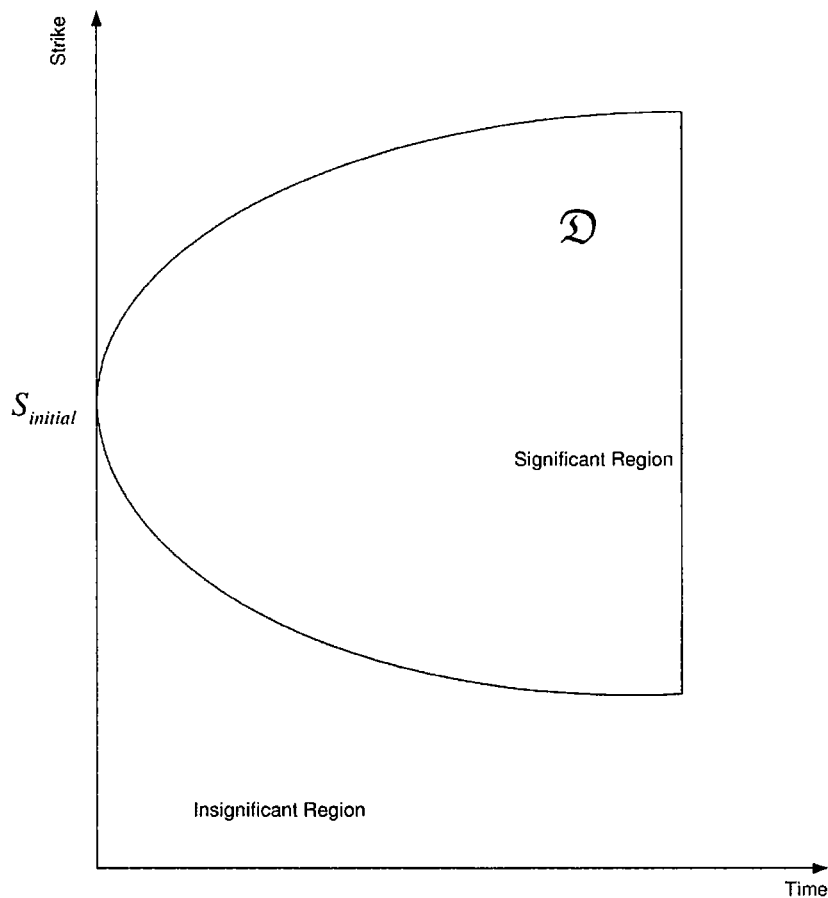 Strike
𝔇
S_initial
Significant Region
Insignificant Region
Time